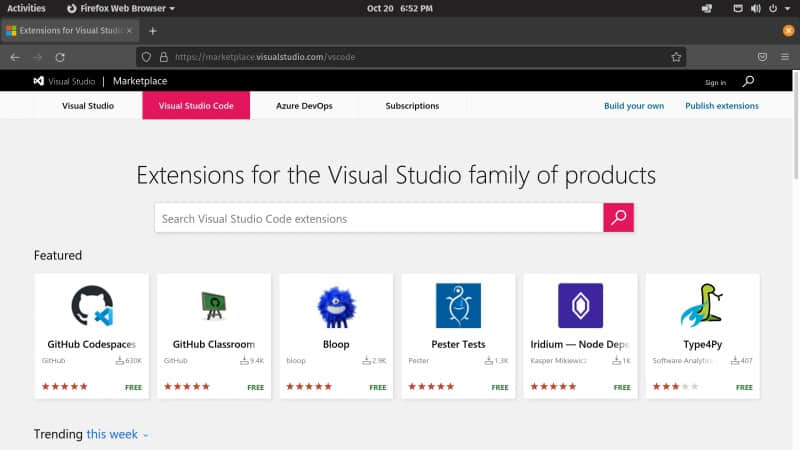 Activities Firefox Web Browser Oct 20 6:52 PM
Extensions for Visual Studio
https://marketplace.visualstudio.com/vscode
Visual Studio | Marketplace Sign in
Visual Studio Visual Studio Code Azure DevOps Subscriptions Build your own Publish extensions
Extensions for the Visual Studio family of products
Search Visual Studio Code extensions
Featured
GitHub Codespaces GitHub Classroom Bloop Pester Tests Iridium — Node Depe Type4Py
GitHub 630K GitHub 9.4K bloop 2.9K Pester 1.3K Kasper Mikiewicz 1K Software Analytics 407
FREE FREE FREE FREE FREE FREE
Trending this week